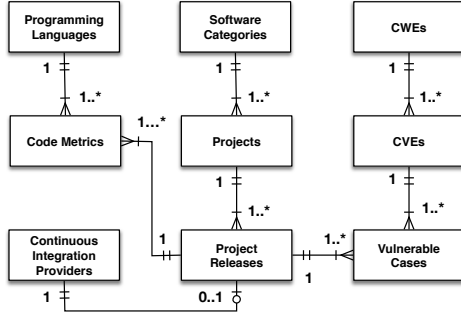 Programming
Languages
Software
Categories
CWEs
1
1
1
1..*
1..*
1..*
Code Metrics
1...*
Projects
CVEs
1
1
1..*
1..*
Continuous
Integration
Providers
1
Project
Releases
1..*
1
Vulnerable
Cases
1
0..1